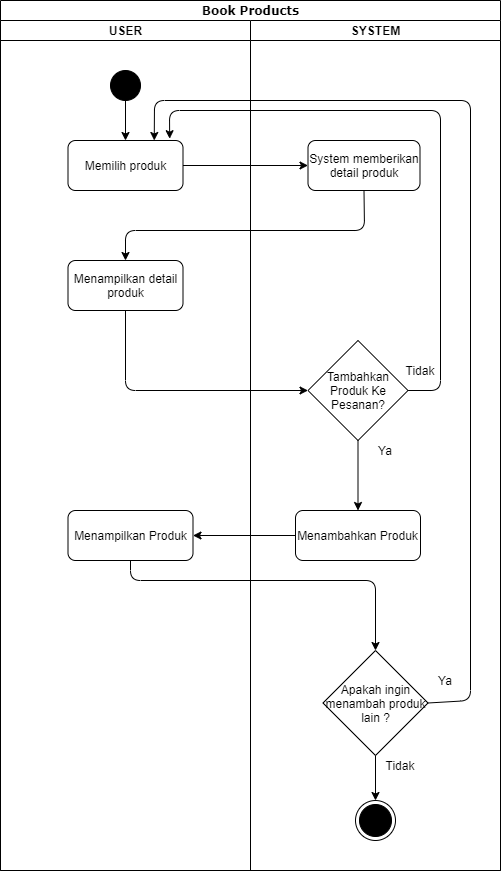 Book Products
USER
SYSTEM
Memilih produk
System memberikan
detail produk
Menampilkan detail
produk
Tambahkan
Produk Ke
Pesanan?
Tidak
Ya
Menampilkan Produk
Menambahkan Produk
Apakah ingin
menambah produk
lain ?
Ya
Tidak